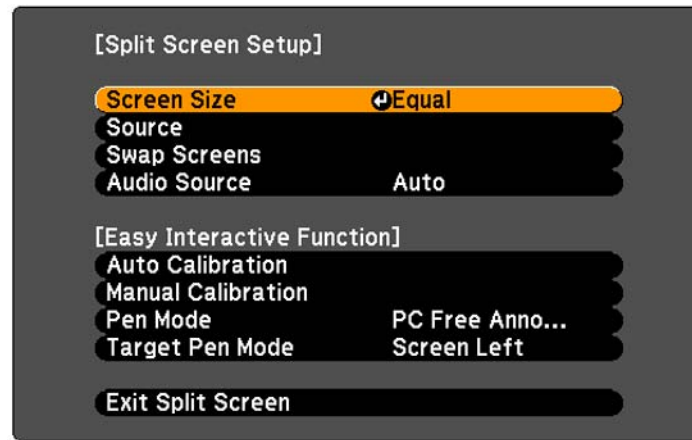 [Split Screen Setup]
Screen Size Equal
Source
Swap Screens
Audio Source Auto
[Easy Interactive Function]
Auto Calibration
Manual Calibration
Pen Mode PC Free Anno...
Target Pen Mode Screen Left
Exit Split Screen